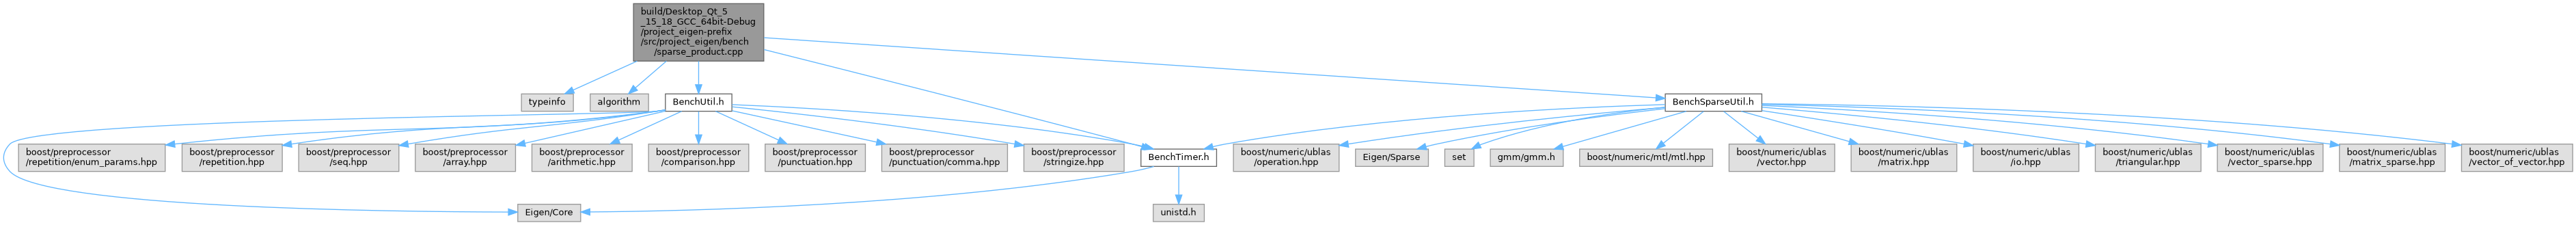 build/Desktop_Qt_5
_15_18_GCC_64bit-Debug
/project_eigen-prefix
/src/project_eigen/bench
/sparse_product.cpp
typeinfo
algorithm
BenchUtil.h
BenchSparseUtil.h
boost/preprocessor
/repetition/enum_params.hpp
boost/preprocessor
/repetition.hpp
boost/preprocessor
/seq.hpp
boost/preprocessor
/array.hpp
boost/preprocessor
/arithmetic.hpp
boost/preprocessor
/comparison.hpp
boost/preprocessor
/punctuation.hpp
boost/preprocessor
/punctuation/comma.hpp
boost/preprocessor
/stringize.hpp
BenchTimer.h
boost/numeric/ublas
/operation.hpp
Eigen/Sparse
set
gmm/gmm.h
boost/numeric/mtl/mtl.hpp
boost/numeric/ublas
/vector.hpp
boost/numeric/ublas
/matrix.hpp
boost/numeric/ublas
/io.hpp
boost/numeric/ublas
/triangular.hpp
boost/numeric/ublas
/vector_sparse.hpp
boost/numeric/ublas
/matrix_sparse.hpp
boost/numeric/ublas
/vector_of_vector.hpp
Eigen/Core
unistd.h